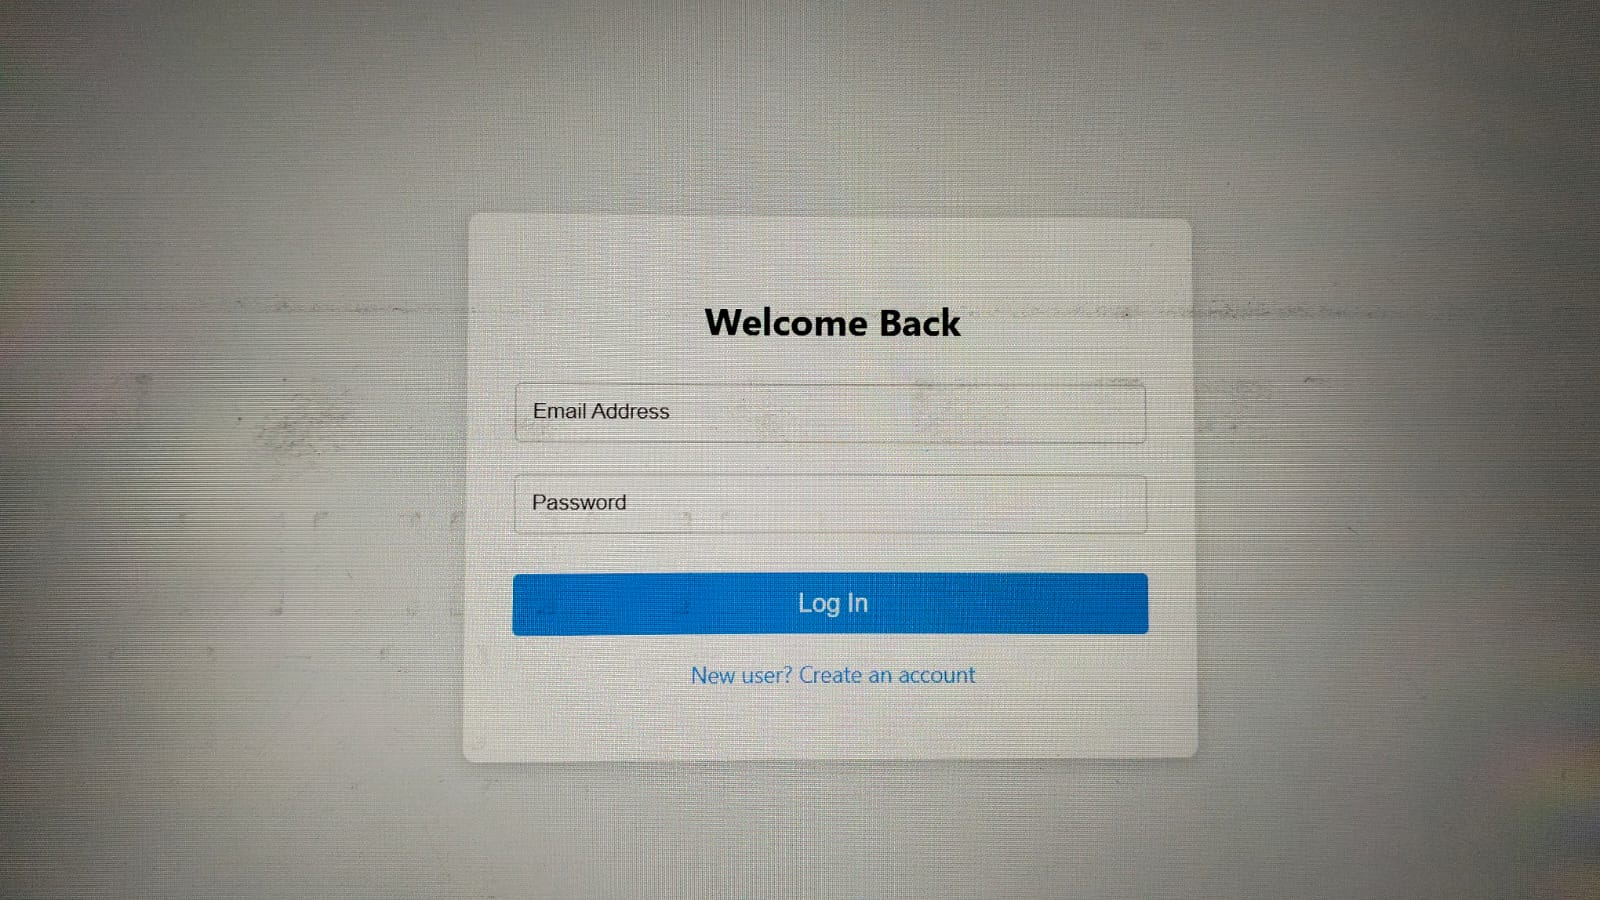 Welcome Back
Email Address
Password
Log In
New user? Create an account